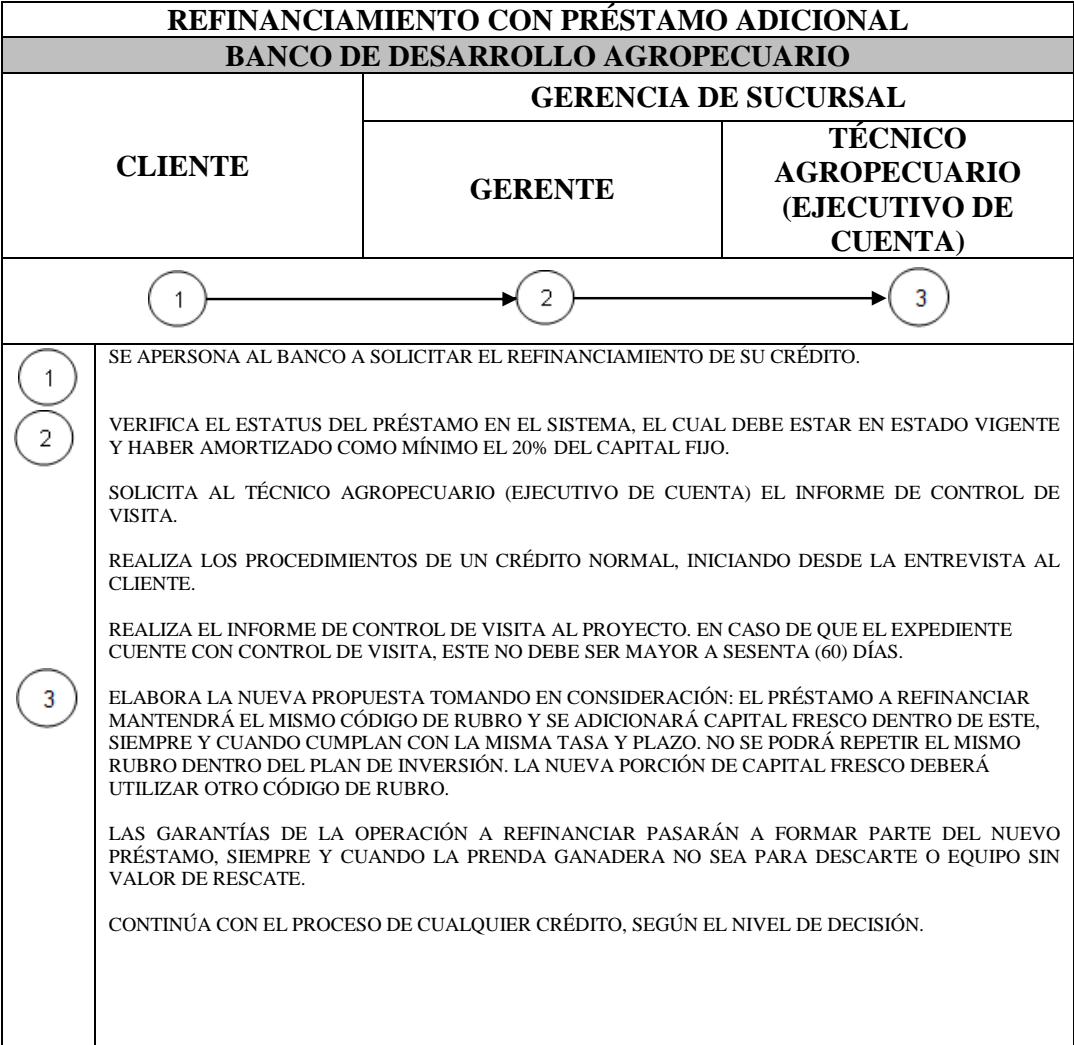 REFINANCIAMIENTO CON PRÉSTAMO ADICIONAL
BANCO DE DESARROLLO AGROPECUARIO
CLIENTE
GERENCIA DE SUCURSAL
GERENTE
TÉCNICO
AGROPECUARIO
(EJECUTIVO DE
CUENTA)
1
2
3
1
SE APERSONA AL BANCO A SOLICITAR EL REFINANCIAMIENTO DE SU CRÉDITO.
2
VERIFICA EL ESTATUS DEL PRÉSTAMO EN EL SISTEMA, EL CUAL DEBE ESTAR EN ESTADO VIGENTE
Y HABER AMORTIZADO COMO MÍNIMO EL 20% DEL CAPITAL FIJO.
SOLICITA AL TÉCNICO AGROPECUARIO (EJECUTIVO DE CUENTA) EL INFORME DE CONTROL DE
VISITA.
REALIZA LOS PROCEDIMIENTOS DE UN CRÉDITO NORMAL, INICIANDO DESDE LA ENTREVISTA AL
CLIENTE.
REALIZA EL INFORME DE CONTROL DE VISITA AL PROYECTO. EN CASO DE QUE EL EXPEDIENTE
CUENTE CON CONTROL DE VISITA, ESTE NO DEBE SER MAYOR A SESENTA (60) DÍAS.
3
ELABORA LA NUEVA PROPUESTA TOMANDO EN CONSIDERACIÓN: EL PRÉSTAMO A REFINANCIAR
MANTENDRÁ EL MISMO CÓDIGO DE RUBRO Y SE ADICIONARÁ CAPITAL FRESCO DENTRO DE ESTE,
SIEMPRE Y CUANDO CUMPLAN CON LA MISMA TASA Y PLAZO. NO SE PODRÁ REPETIR EL MISMO
RUBRO DENTRO DEL PLAN DE INVERSIÓN. LA NUEVA PORCIÓN DE CAPITAL FRESCO DEBERÁ
UTILIZAR OTRO CÓDIGO DE RUBRO.
LAS GARANTÍAS DE LA OPERACIÓN A REFINANCIAR PASARÁN A FORMAR PARTE DEL NUEVO
PRÉSTAMO, SIEMPRE Y CUANDO LA PRENDA GANADERA NO SEA PARA DESCARTE O EQUIPO SIN
VALOR DE RESCATE.
CONTINÚA CON EL PROCESO DE CUALQUIER CRÉDITO, SEGÚN EL NIVEL DE DECISIÓN.